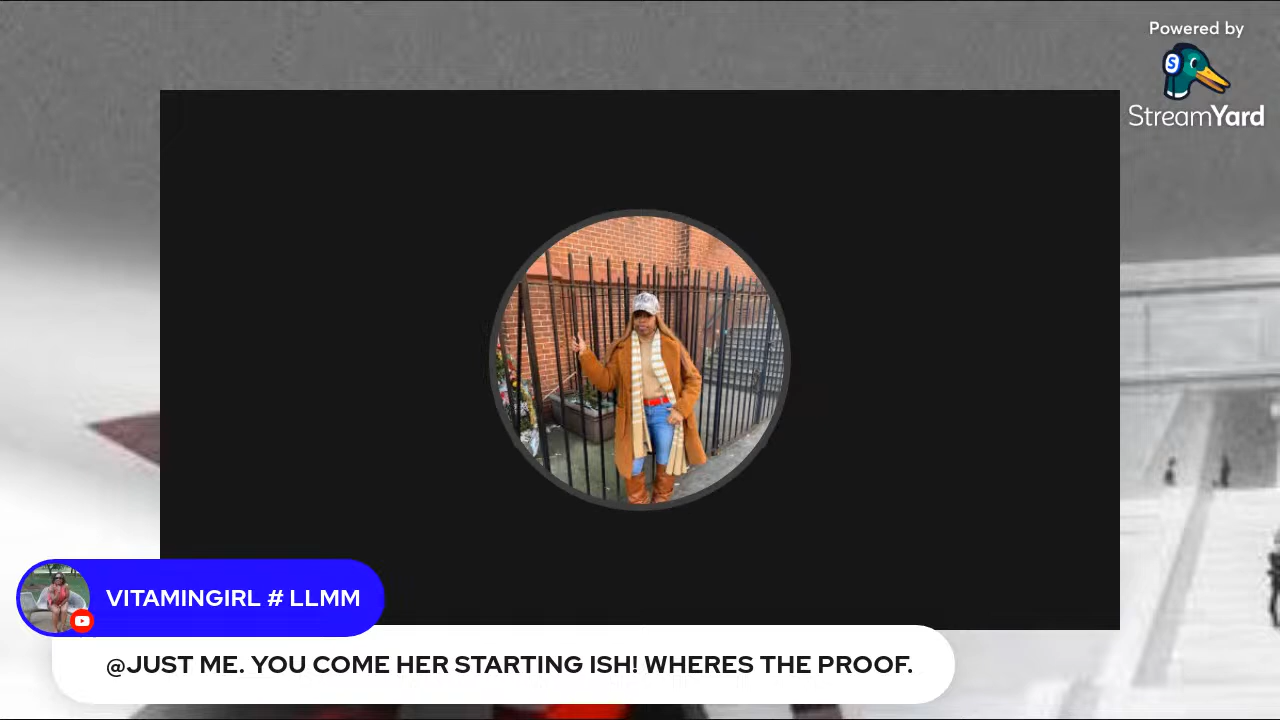 Powered by
StreamYard
VITAMINGIRL # LLMM
@JUST ME. YOU COME HER STARTING ISH! WHERES THE PROOF.